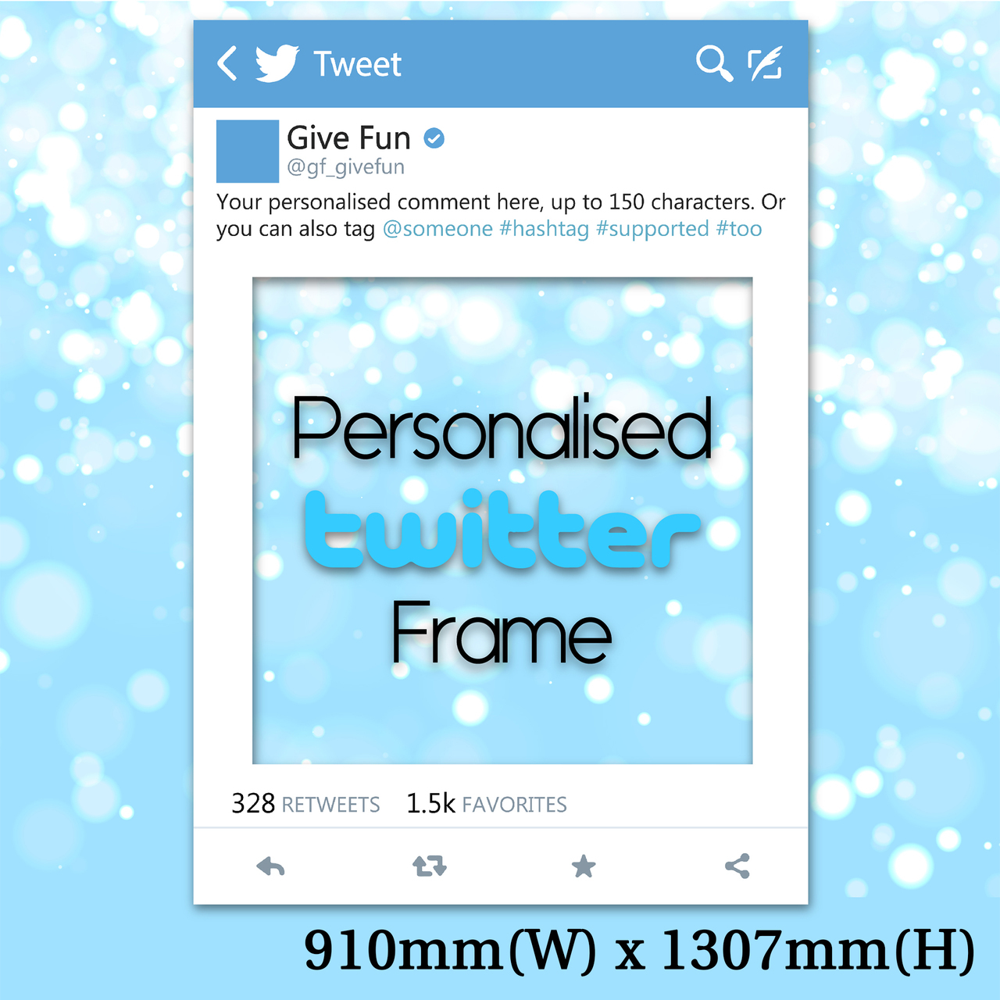 Tweet
Give Fun
@gf_givefun
Your personalised comment here, up to 150 characters. Or
you can also tag @someone #hashtag #supported #too
Personalised
twitter
Frame
328 RETWEETS 1.5k FAVORITES
910mm(W) x 1307mm(H)